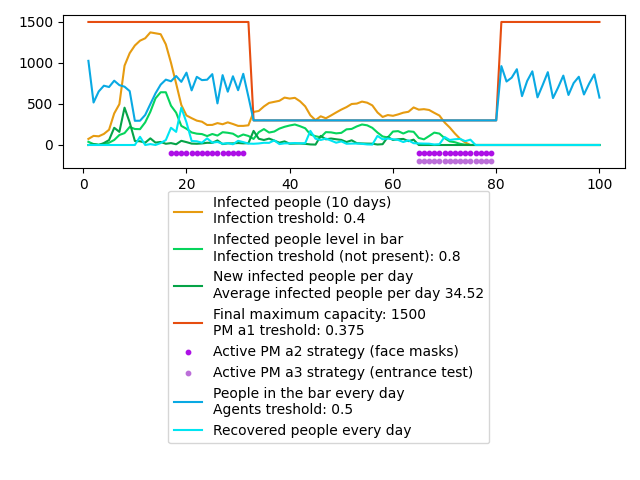 1500
1000
500
0
0
20
40
60
80
100
Infected people (10 days)
Infection treshold: 0.4
Infected people level in bar
Infection treshold (not present): 0.8
New infected people per day
Average infected people per day 34.52
Final maximum capacity: 1500
PM a1 treshold: 0.375
Active PM a2 strategy (face masks)
Active PM a3 strategy (entrance test)
People in the bar every day
Agents treshold: 0.5
Recovered people every day